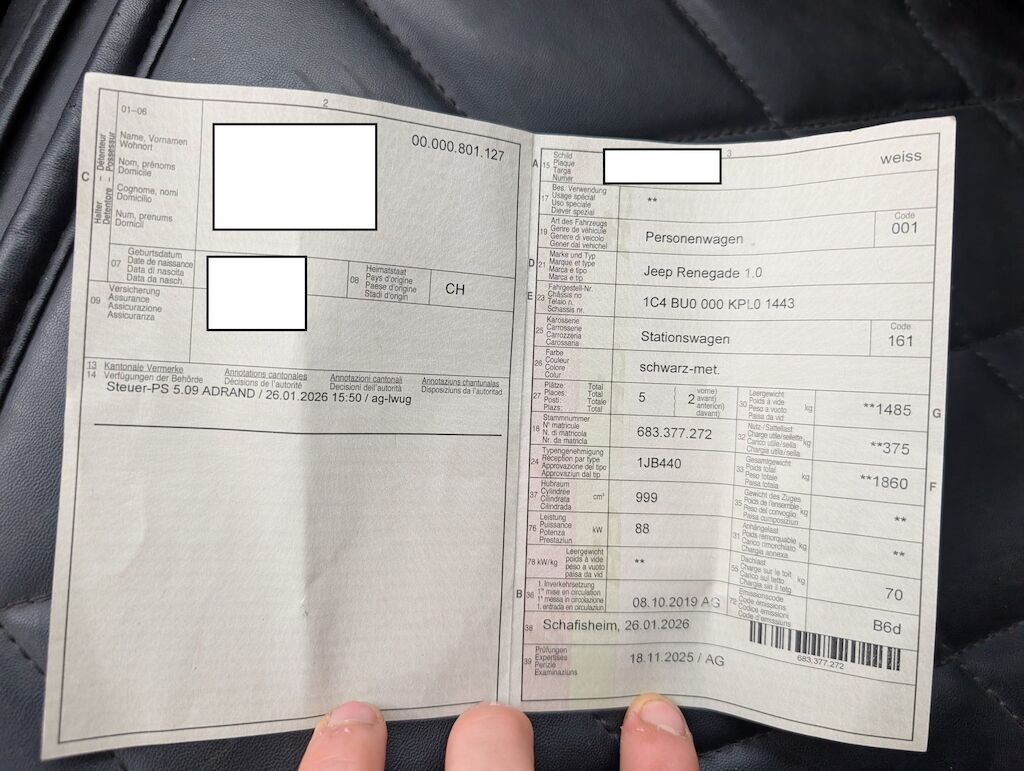 2
01–06
Name, Vornamen
Wohnort
Nom, prénoms
Domicile
Cognome, nomi
Domicilio
Num, prenums
Domicil
C
Halter – Détenteur
Detentore – Possessur
00.000.801.127
07
Geburtsdatum
Date de naissance
Data di nascita
Data da nasch.
08
Heimatstaat
Pays d'origine
Paese d'origine
Stadi d'origin
CH
09
Versicherung
Assurance
Assicurazione
Assicuranza
13 Kantonale Vermerke Annotations cantonales Annotazioni cantonali Annotaziuns chantunalas
14 Verfügungen der Behörde Décisions de l'autorité Decisioni dell'autorità Disposiziuns da l'autoritad
Steuer-PS 5.09 ADRAND / 26.01.2026 15:50 / ag-lwug
3
A 15
Schild
Plaque
Targa
Numer
weiss
17
Bes. Verwendung
Usage spécial
Uso speciale
Diever spezial
**
19
Art des Fahrzeugs
Genre de véhicule
Genere di veicolo
Gener dal vehichel
Personenwagen
Code
001
D 21
Marke und Typ
Marque et type
Marca e tipo
Marca e tip
Jeep Renegade 1.0
E 23
Fahrgestell-Nr.
Châssis no
Telaio n.
Schassis nr.
1C4 BU0 000 KPL0 1443
25
Karosserie
Carrosserie
Carrozzeria
Carossaria
Stationswagen
Code
161
26
Farbe
Couleur
Colore
Colur
schwarz-met.
27
Plätze: Total
Places: Total
Posti: Totale
Plazs: Total
5
2
vorne)
avant)
anteriori)
davant)
30
Leergewicht
Poids à vide
Peso a vuoto
Paisa da vid
kg
**1485
G
18
Stammnummer
N° matricule
N. di matricola
Nr. da matricla
683.377.272
32
Nutz-/Sattellast
Charge utile/sellette
Carico utile/sella
Chargia utila/sella
kg
**375
24
Typengenehmigung
Réception par type
Approvazione del tipo
Approvaziun dal tip
1JB440
33
Gesamtgewicht
Poids total
Peso totale
Paisa totala
kg
**1860
F
37
Hubraum
Cylindrée
Cilindrata
Cilindrada
cm³
999
35
Gewicht des Zuges
Poids de l'ensemble
Peso del convoglio
Paisa cumposiziun
kg
**
76
Leistung
Puissance
Potenza
Prestaziun
kW
88
31
Anhängelast
Poids remorquable
Carico rimorchiato
Chargia annexa
kg
**
78 kW/kg
Leergewicht
poids à vide
peso a vuoto
paisa da vid
**
55
Dachlast
Charge sur le toit
Carico sul tetto
Chargia sin il tetg
kg
70
B 36
1. Inverkehrsetzung
1re mise en circulation
1a messa in circolazione
1. entrada en circulaziun
08.10.2019 AG
72
Emissionscode
Code émissions
Codice emissioni
Code d'emissiuns
B6d
38
Schafisheim, 26.01.2026
683.377.272
39
Prüfungen
Expertises
Perizie
Examinaziuns
18.11.2025 / AG